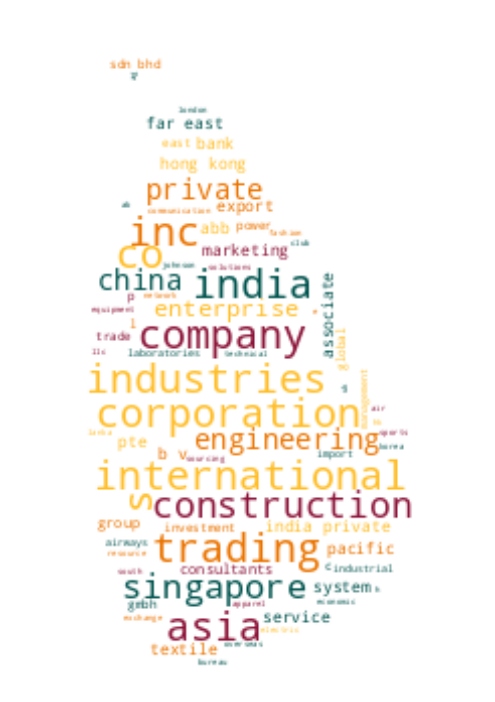 sdn bhd
london
far east
east bank
hong kong
private
communication export
inc abb power fashion
club
co marketing
johnson solutions
china india
p network
equipment enterprise
associate
l
trade company
global
llc laboratories technical
industries
management
corporation air
lanka pte engineering sports
korea
b v sourcing import
international
s construction
group investment india private
airways trading pacific
resource
south consultants c industrial
singapore system
gmbh apparel economic
exchange asia service
electric
textile overseas
bureau